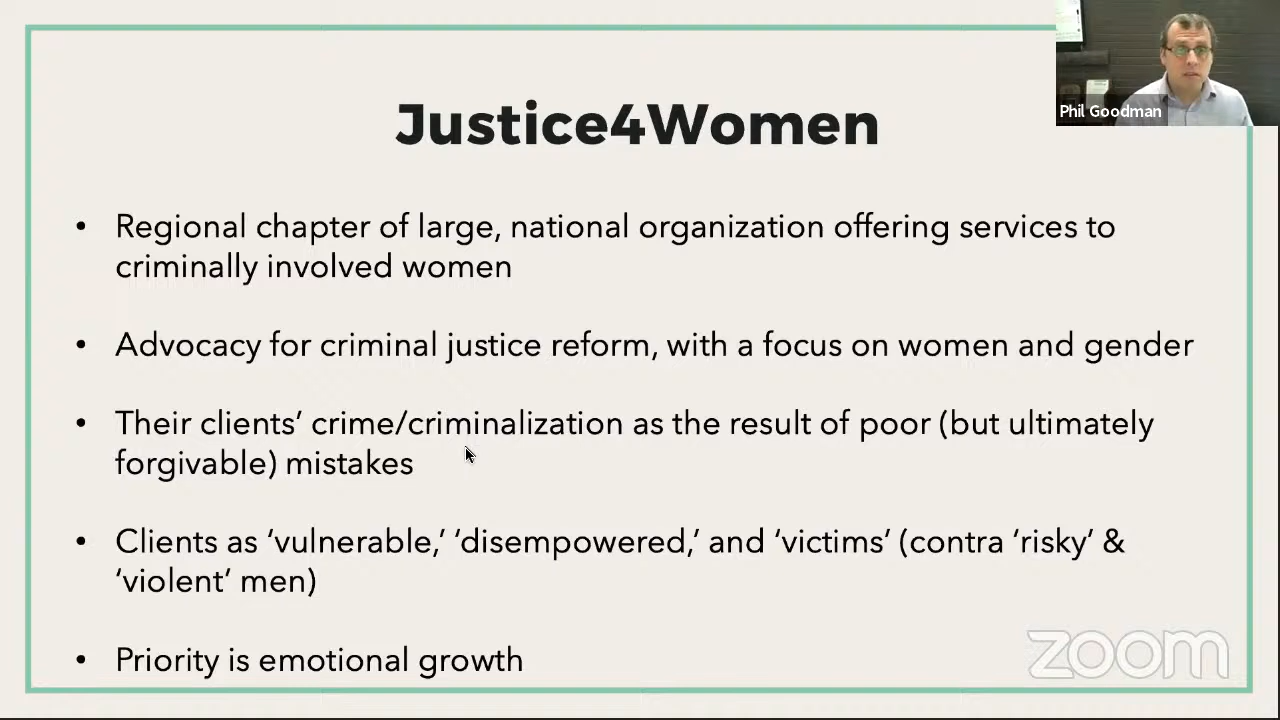 Phil Goodman
Justice4Women
• Regional chapter of large, national organization offering services to
criminally involved women
• Advocacy for criminal justice reform, with a focus on women and gender
• Their clients’ crime/criminalization as the result of poor (but ultimately
forgivable) mistakes
• Clients as ‘vulnerable,’ ‘disempowered,’ and ‘victims’ (contra ‘risky’ &
‘violent’ men)
• Priority is emotional growth
zoom